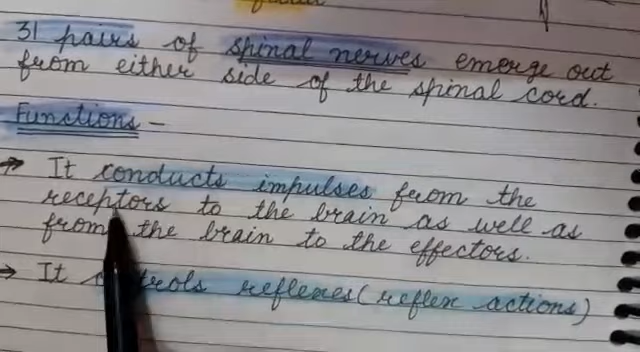 31 pairs of spinal nerves emerge out
from either side of the spinal cord.
Functions -
→ It conducts impulses from the
receptors to the brain as well as
from the brain to the effectors.
→ It trols reflexes (reflex actions)